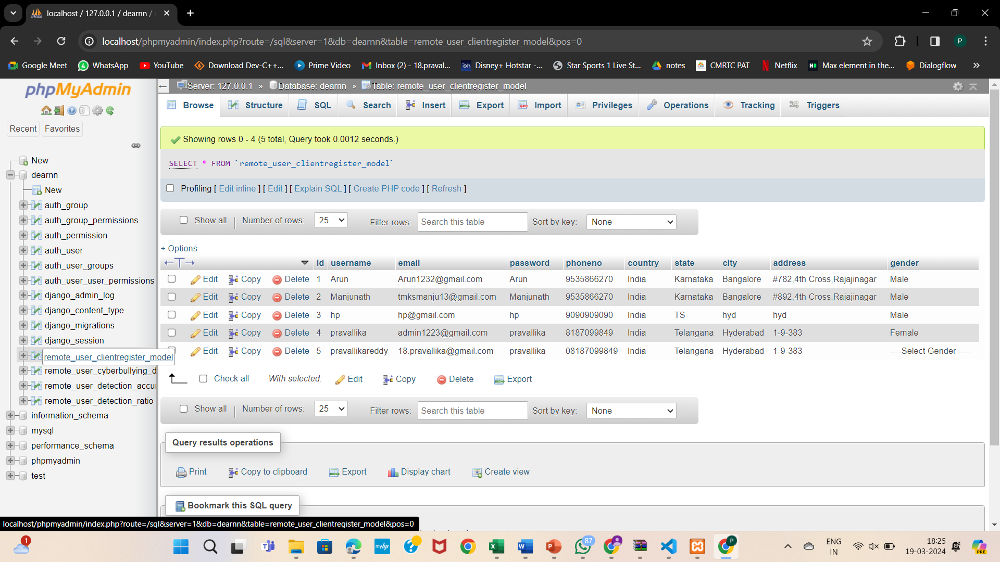 localhost / 127.0.0.1 / dearnn /
localhost/phpmyadmin/index.php?route=/sql&server=1&db=dearnn&table=remote_user_clientregister_model&pos=0
P
Google Meet WhatsApp YouTube Download Dev-C++... Prime Video Inbox (2) - 18.praval... Disney+ Hotstar -... Star Sports 1 Live St... notes CMRTC PAT Netflix Max element in the... Dialogflow »
phpMyAdmin
Recent Favorites
New
dearnn
New
auth_group
auth_group_permissions
auth_permission
auth_user
auth_user_groups
auth_user_user_permissions
django_admin_log
django_content_type
django_migrations
django_session
remote_user_clientregister_model
remote_user_cyberbullying_d
remote_user_detection_accu
remote_user_detection_ratio
information_schema
mysql
performance_schema
phpmyadmin
test
Server: 127.0.0.1 » Database: dearnn » Table: remote_user_clientregister_model
Browse Structure SQL Search Insert Export Import Privileges Operations Tracking Triggers
Showing rows 0 - 4 (5 total, Query took 0.0012 seconds.)
SELECT * FROM `remote_user_clientregister_model`
Profiling [ Edit inline ] [ Edit ] [ Explain SQL ] [ Create PHP code ] [ Refresh ]
Show all Number of rows: 25 Filter rows: Search this table Sort by key: None
+ Options
id username email password phoneno country state city address gender
Edit Copy Delete 1 Arun Arun1232@gmail.com Arun 9535866270 India Karnataka Bangalore #782,4th Cross,Rajajinagar Male
Edit Copy Delete 2 Manjunath tmksmanju13@gmail.com Manjunath 9535866270 India Karnataka Bangalore #892,4th Cross,Rajajinagar Male
Edit Copy Delete 3 hp hp@gmail.com hp 9090909090 India TS hyd hyd Male
Edit Copy Delete 4 pravallika admin1223@gmail.com pravallika 8187099849 India Telangana Hyderabad 1-9-383 Female
Edit Copy Delete 5 pravallikareddy 18.pravallika@gmail.com pravallika 08187099849 India Telangana Hyderabad 1-9-383 ----Select Gender ----
Check all With selected: Edit Copy Delete Export
Show all Number of rows: 25 Filter rows: Search this table Sort by key: None
Query results operations
Print Copy to clipboard Export Display chart Create view
Bookmark this SQL query
localhost/phpmyadmin/index.php?route=/sql&server=1&db=dearnn&table=remote_user_clientregister_model&pos=0
1
myhp
87
P
ENG
IN
18:25
19-03-2024
PRE